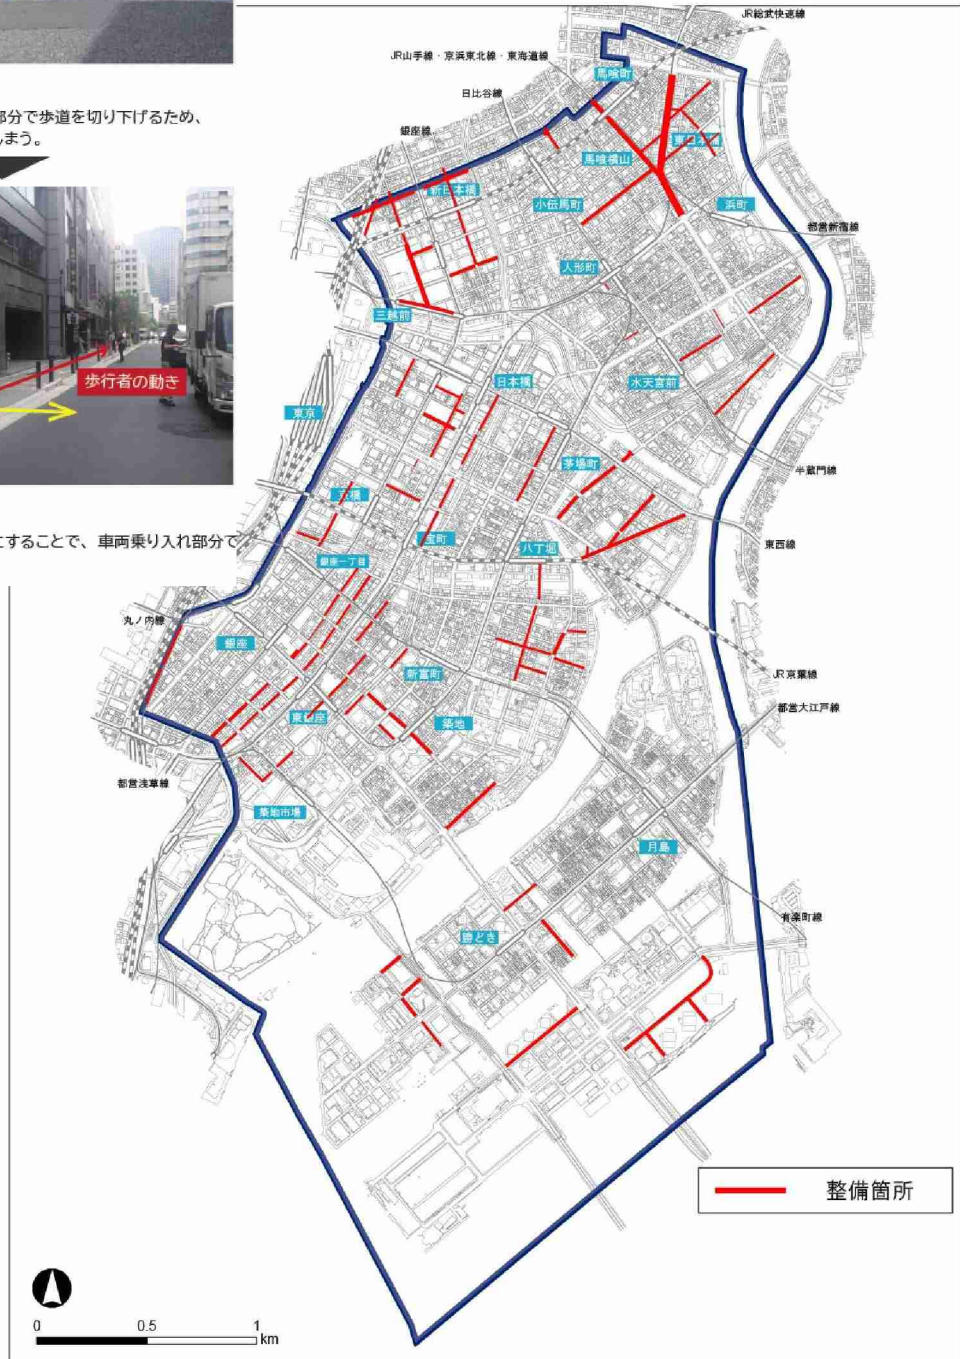 部分で歩道を切り下げるため、
まう。
歩行者の動き
にすることで、車両乗り入れ部分で
JR総武快速線
JR山手線・京浜東北線・東海道線
日比谷線
銀座線
馬喰町
馬喰横山
新日本橋
小伝馬町
浜町
都営新宿線
人形町
三越前
日本橋
水天宮前
東京
茅場町
半蔵門線
京橋
宝町
八丁堀
東西線
銀座一丁目
丸ノ内線
銀座
新富町
JR京葉線
東銀座
築地
都営大江戸線
都営浅草線
築地市場
月島
有楽町線
勝どき
整備箇所
0 0.5 1
km